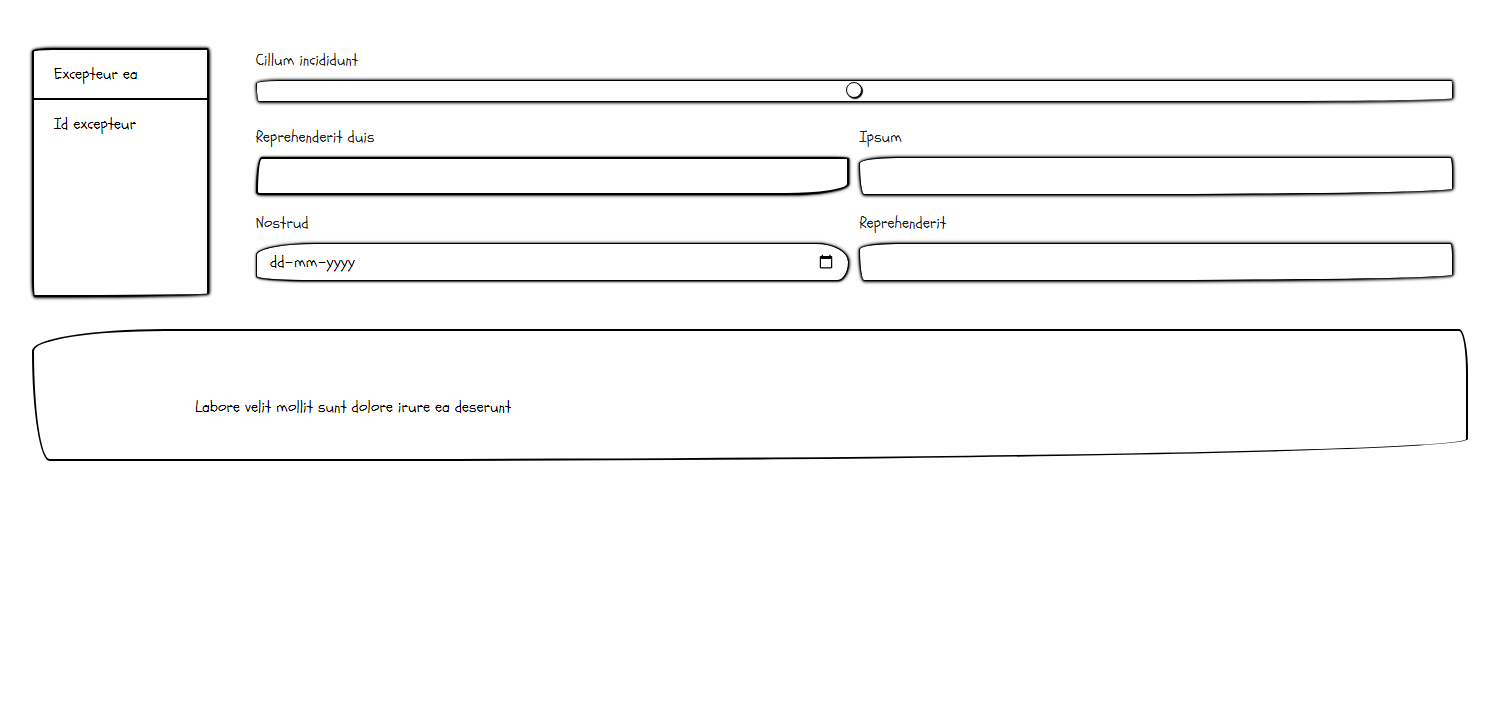 Excepteur ea
Id excepteur
Cillum incididunt
Reprehenderit duis
Ipsum
Nostrud
dd-mm-yyyy
Reprehenderit
Labore velit mollit sunt dolore irure ea deserunt